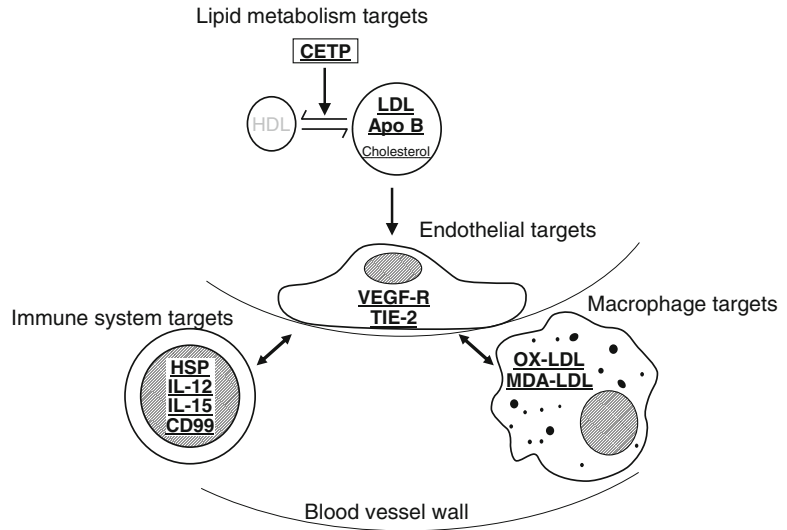 Lipid metabolism targets
CETP
HDL
LDL
Apo B
Cholesterol
Endothelial targets
VEGF-R
TIE-2
Immune system targets
HSP
IL-12
IL-15
CD99
Macrophage targets
OX-LDL
MDA-LDL
Blood vessel wall